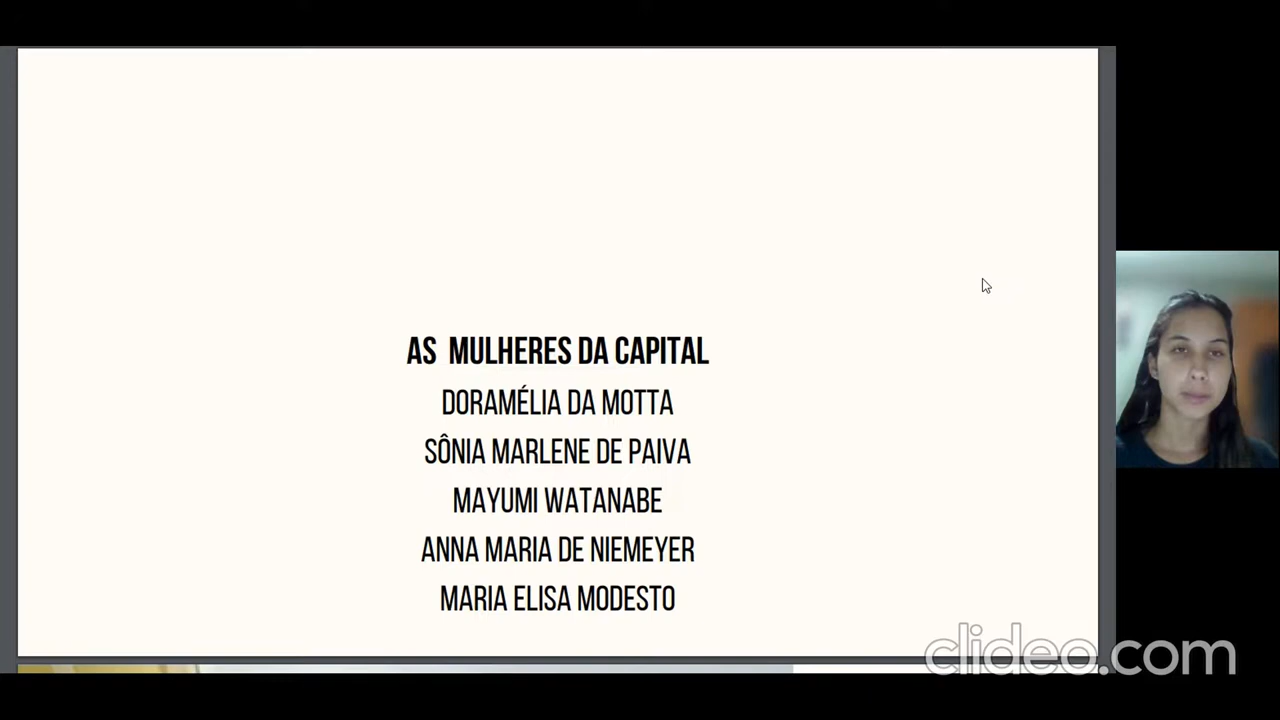 AS MULHERES DA CAPITAL
DORAMÉLIA DA MOTTA
SÔNIA MARLENE DE PAIVA
MAYUMI WATANABE
ANNA MARIA DE NIEMEYER
MARIA ELISA MODESTO
clideo.com